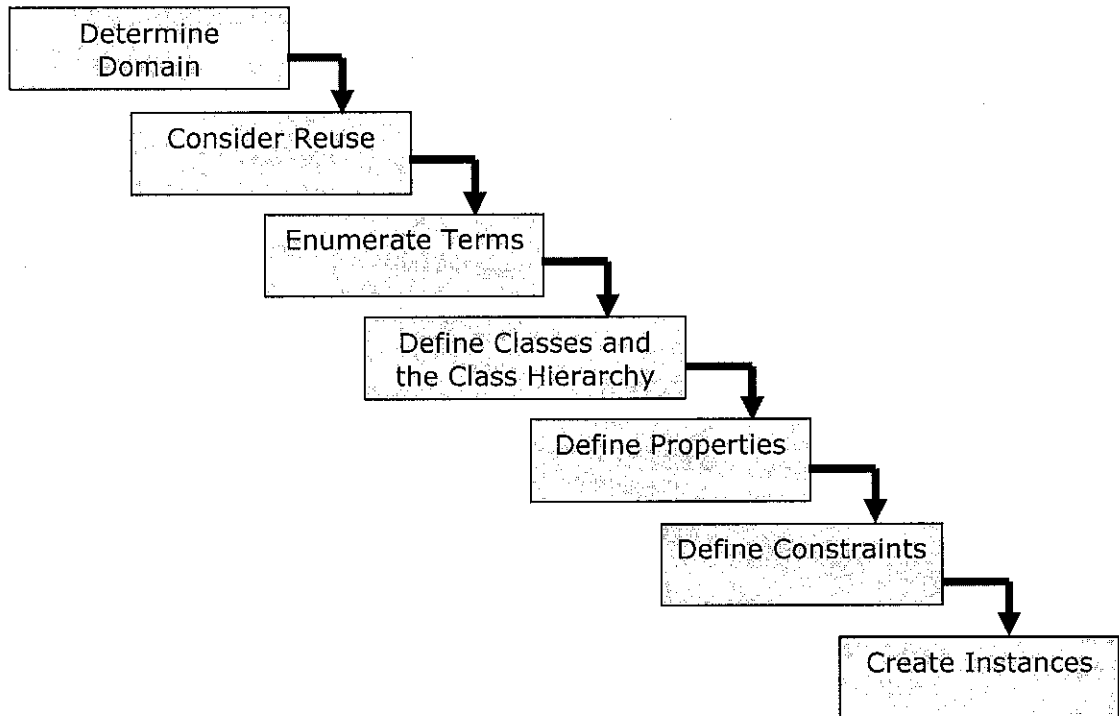 Determine
Domain
Consider Reuse
Enumerate Terms
Define Classes and
the Class Hierarchy
Define Properties
Define Constraints
Create Instances